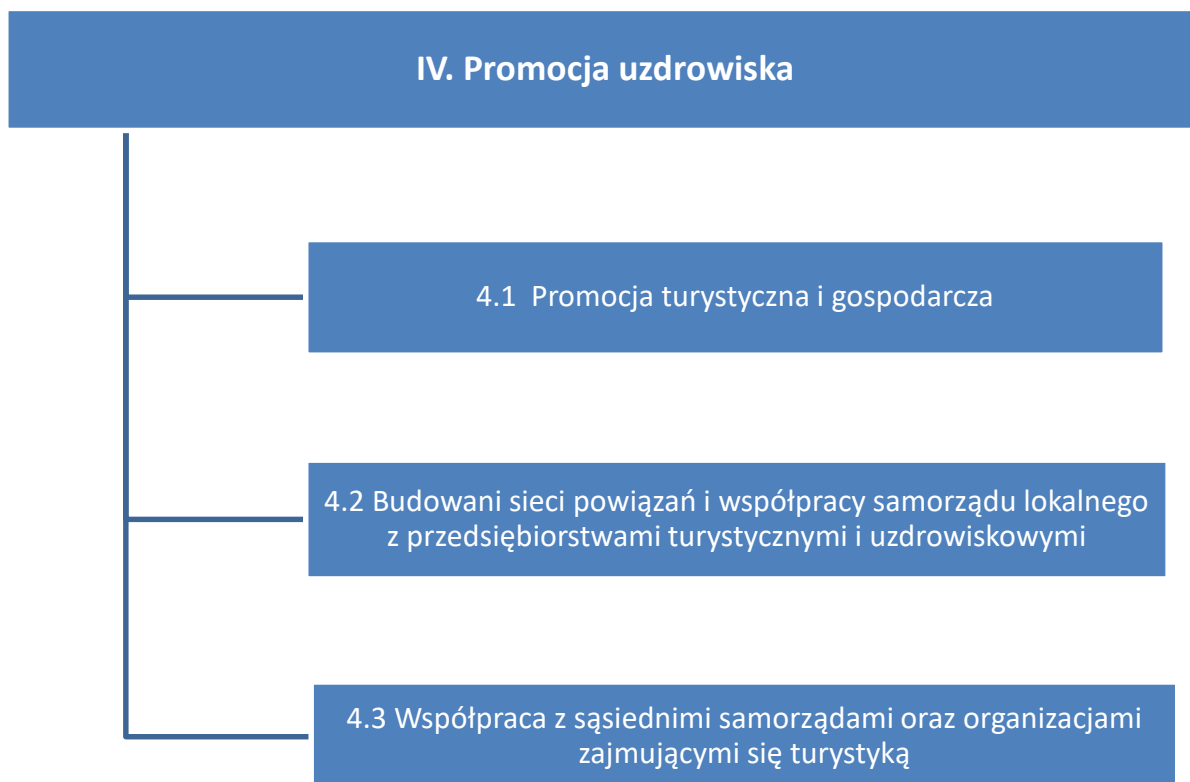 IV. Promocja uzdrowiska
4.1  Promocja turystyczna i gospodarcza
4.2 Budowani sieci powiązań i współpracy samorządu lokalnego
z przedsiębiorstwami turystycznymi i uzdrowiskowymi
4.3 Współpraca z sąsiednimi samorządami oraz organizacjami
zajmującymi się turystyką